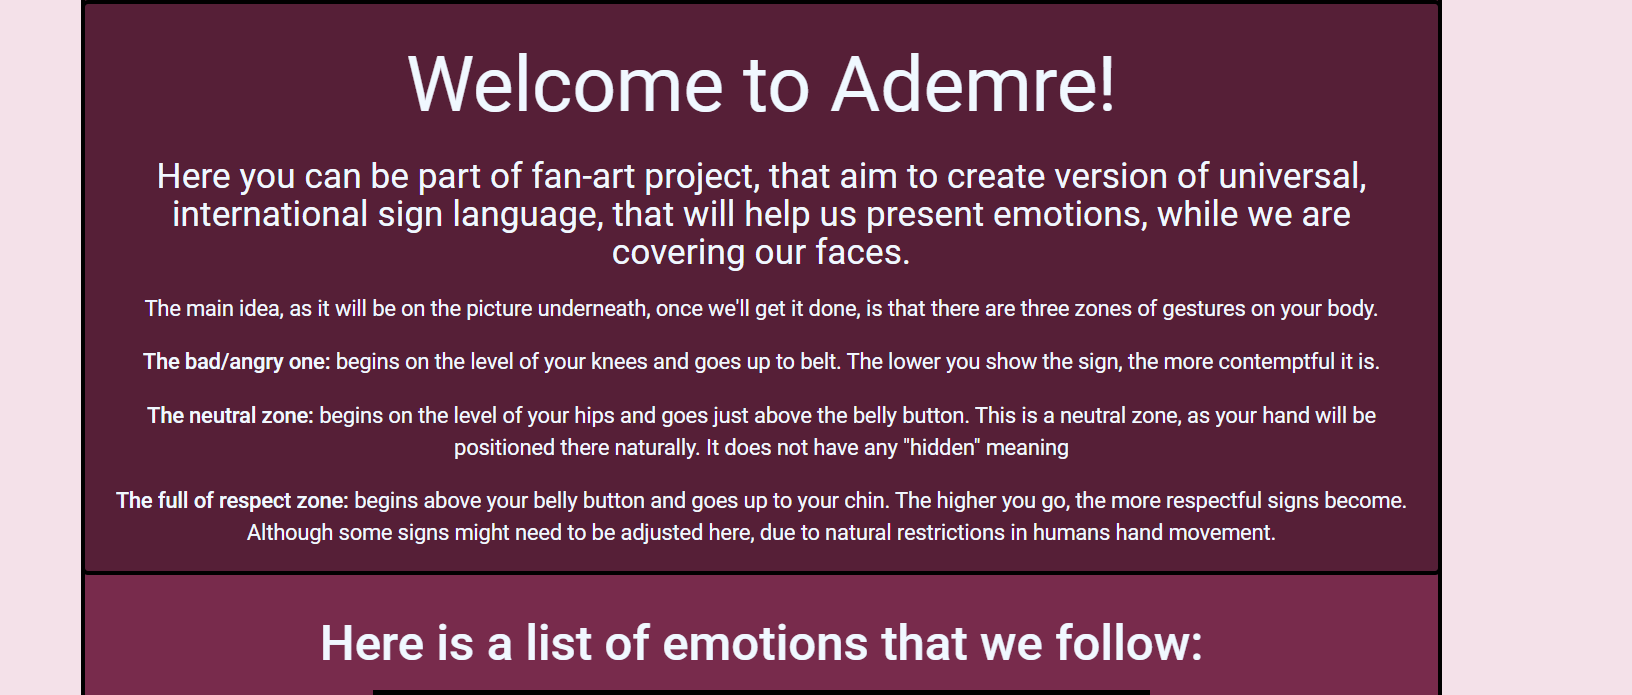 Welcome to Ademre!
Here you can be part of fan-art project, that aim to create version of universal,
international sign language, that will help us present emotions, while we are
covering our faces.
The main idea, as it will be on the picture underneath, once we'll get it done, is that there are three zones of gestures on your body.
The bad/angry one: begins on the level of your knees and goes up to belt. The lower you show the sign, the more contemptful it is.
The neutral zone: begins on the level of your hips and goes just above the belly button. This is a neutral zone, as your hand will be
positioned there naturally. It does not have any "hidden" meaning
The full of respect zone: begins above your belly button and goes up to your chin. The higher you go, the more respectful signs become.
Although some signs might need to be adjusted here, due to natural restrictions in humans hand movement.
Here is a list of emotions that we follow: